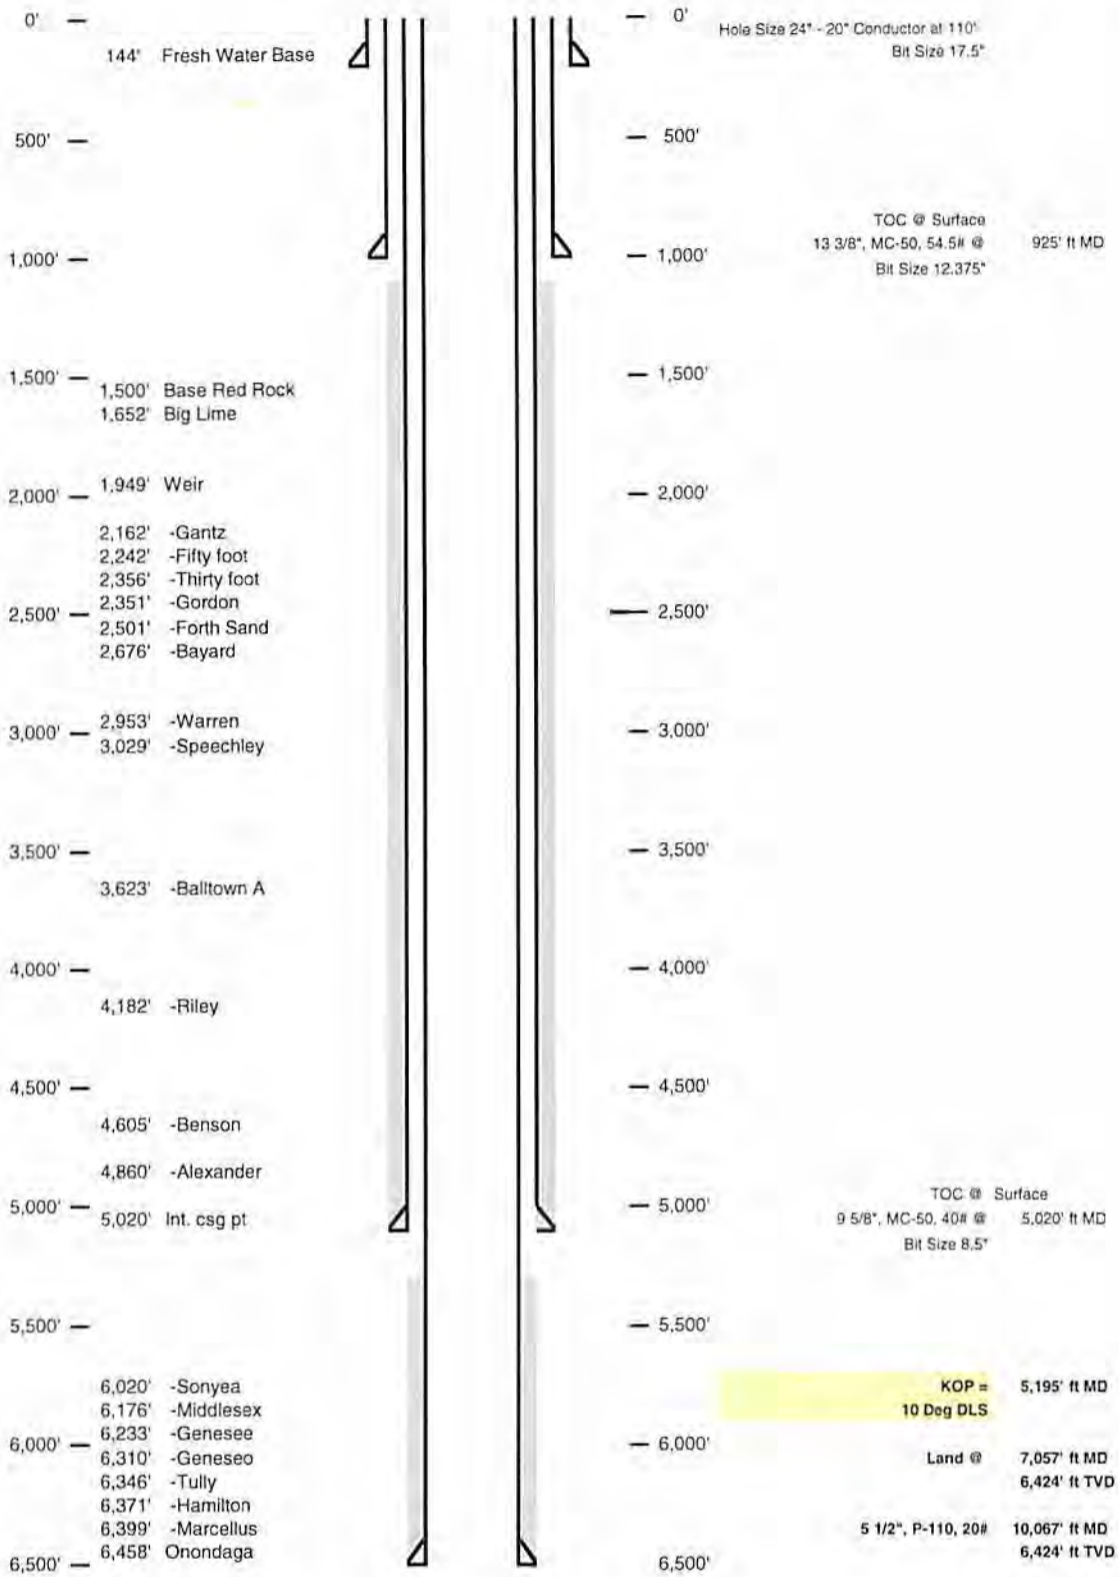 0'
144' Fresh Water Base
500'
1,000'
1,500'
1,500' Base Red Rock
1,652' Big Lime
1,949' Weir
2,000'
2,162' -Gantz
2,242' -Fifty foot
2,356' -Thirty foot
2,351' -Gordon
2,500'
2,501' -Forth Sand
2,676' -Bayard
2,953' -Warren
3,000'
3,029' -Speechley
3,500'
3,623' -Balltown A
4,000'
4,182' -Riley
4,500'
4,605' -Benson
4,860' -Alexander
5,000'
5,020' Int. csg pt
5,500'
6,020' -Sonyea
6,176' -Middlesex
6,233' -Genesee
6,000'
6,310' -Geneseo
6,346' -Tully
6,371' -Hamilton
6,399' -Marcellus
6,458' Onondaga
6,500'
0'
500'
1,000'
1,500'
2,000'
2,500'
3,000'
3,500'
4,000'
4,500'
5,000'
5,500'
6,000'
6,500'
Hole Size 24" - 20" Conductor at 110'
Bit Size 17.5"
TOC @ Surface
13 3/8", MC-50, 54.5# @ 925' ft MD
Bit Size 12.375"
TOC @ Surface
9 5/8", MC-50, 40# @ 5,020' ft MD
Bit Size 8.5"
KOP = 5,195' ft MD
10 Deg DLS
Land @ 7,057' ft MD
6,424' ft TVD
5 1/2", P-110, 20# 10,067' ft MD
6,424' ft TVD